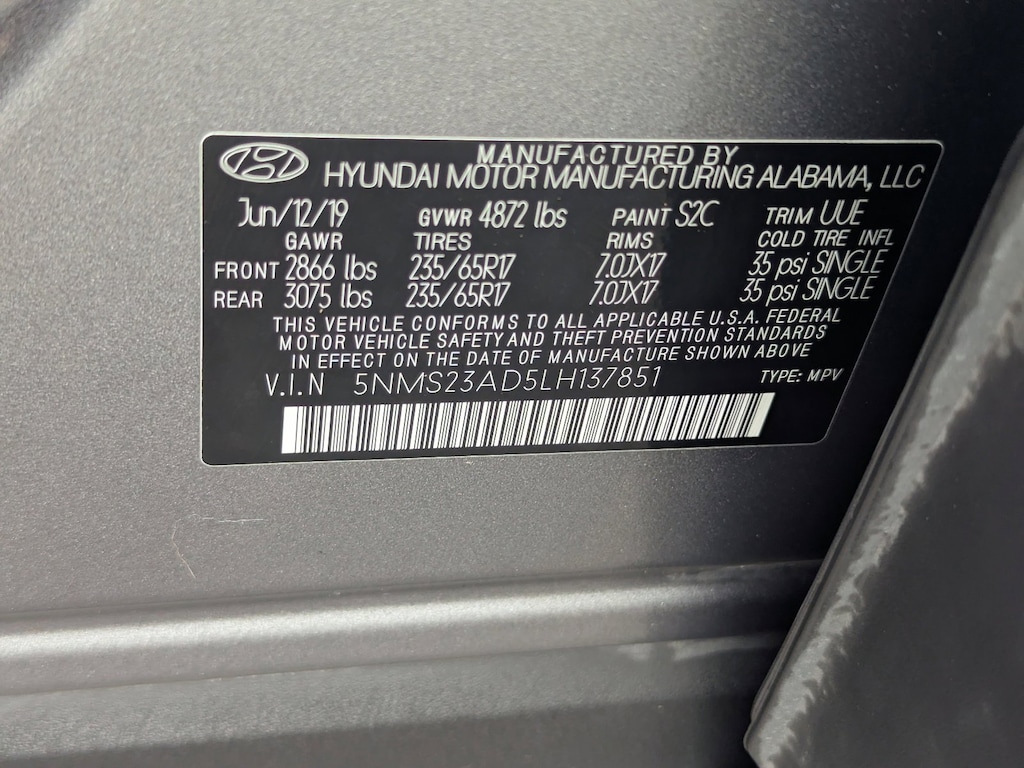 MANUFACTURED BY
HYUNDAI MOTOR MANUFACTURING ALABAMA, LLC
Jun/12/19 GVWR 4872 lbs PAINT S2C TRIM UUE
GAWR TIRES RIMS COLD TIRE INFL
FRONT 2866 lbs 235/65R17 7.0JX17 35 psi SINGLE
REAR 3075 lbs 235/65R17 7.0JX17 35 psi SINGLE
THIS VEHICLE CONFORMS TO ALL APPLICABLE U.S.A. FEDERAL
MOTOR VEHICLE SAFETY AND THEFT PREVENTION STANDARDS
IN EFFECT ON THE DATE OF MANUFACTURE SHOWN ABOVE
V.I.N 5NMS23AD5LH137851 TYPE: MPV